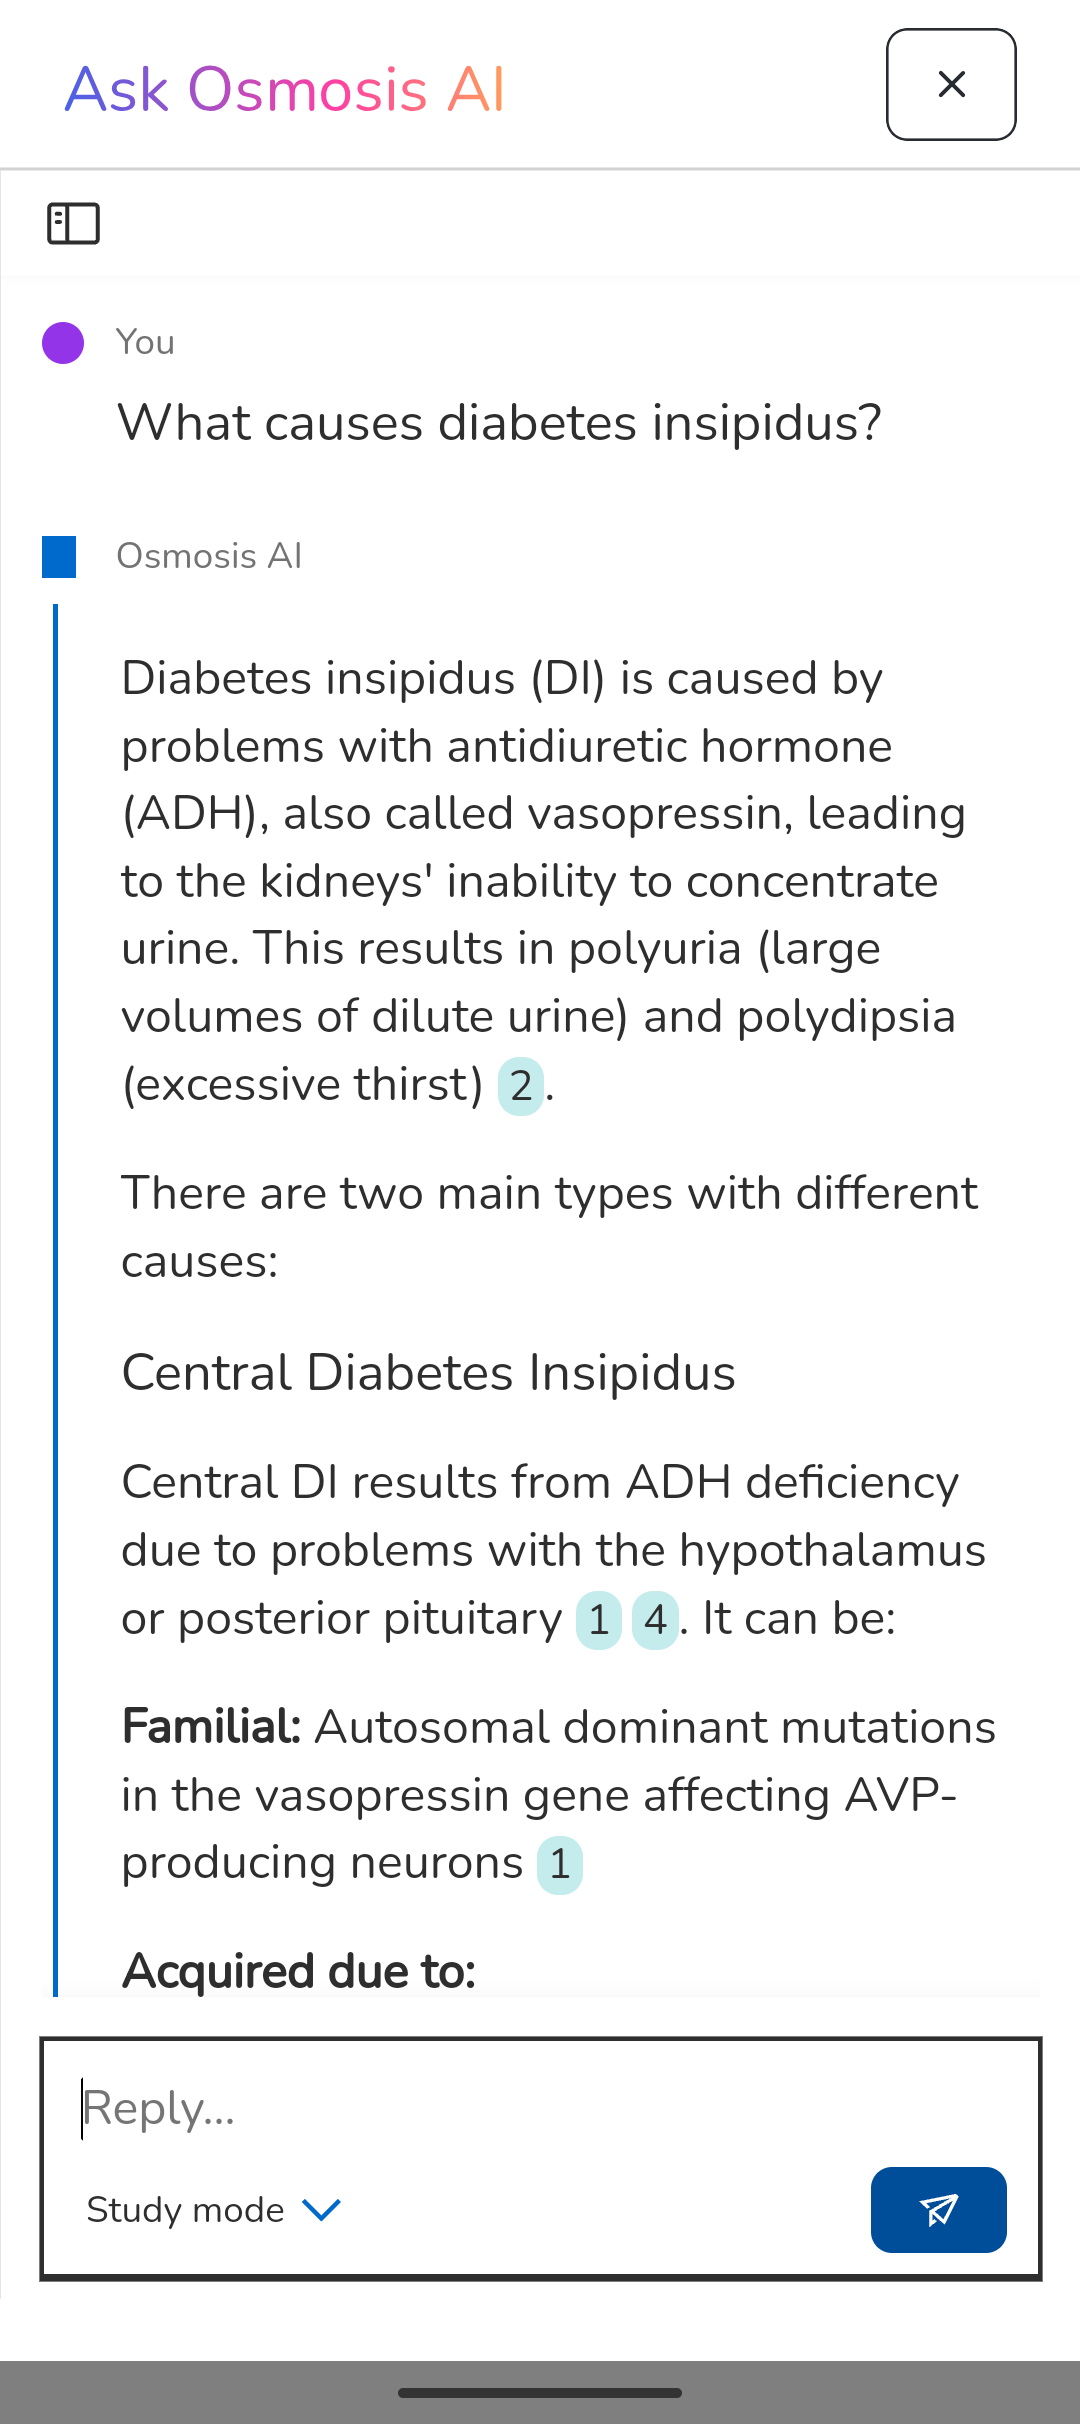 Ask Osmosis AI
You
What causes diabetes insipidus?
Osmosis AI
Diabetes insipidus (DI) is caused by
problems with antidiuretic hormone
(ADH), also called vasopressin, leading
to the kidneys' inability to concentrate
urine. This results in polyuria (large
volumes of dilute urine) and polydipsia
(excessive thirst) 2.
There are two main types with different
causes:
Central Diabetes Insipidus
Central DI results from ADH deficiency
due to problems with the hypothalamus
or posterior pituitary 1 4. It can be:
Familial: Autosomal dominant mutations
in the vasopressin gene affecting AVP-
producing neurons 1
Acquired due to:
Reply...
Study mode